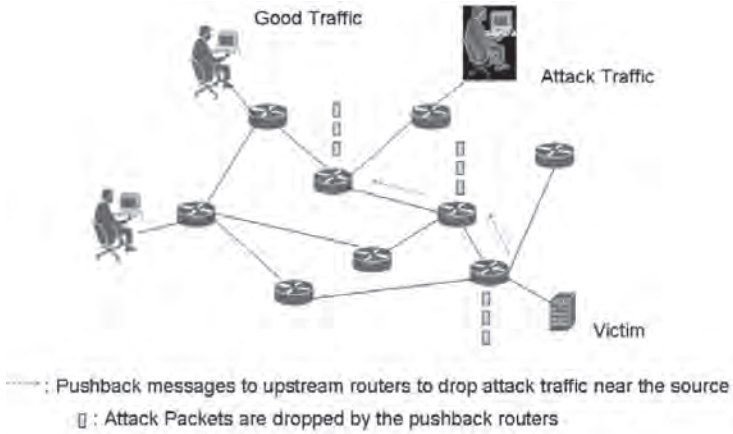 Good Traffic
Attack Traffic
Victim
: Pushback messages to upstream routers to drop attack traffic near the source
▯ : Attack Packets are dropped by the pushback routers